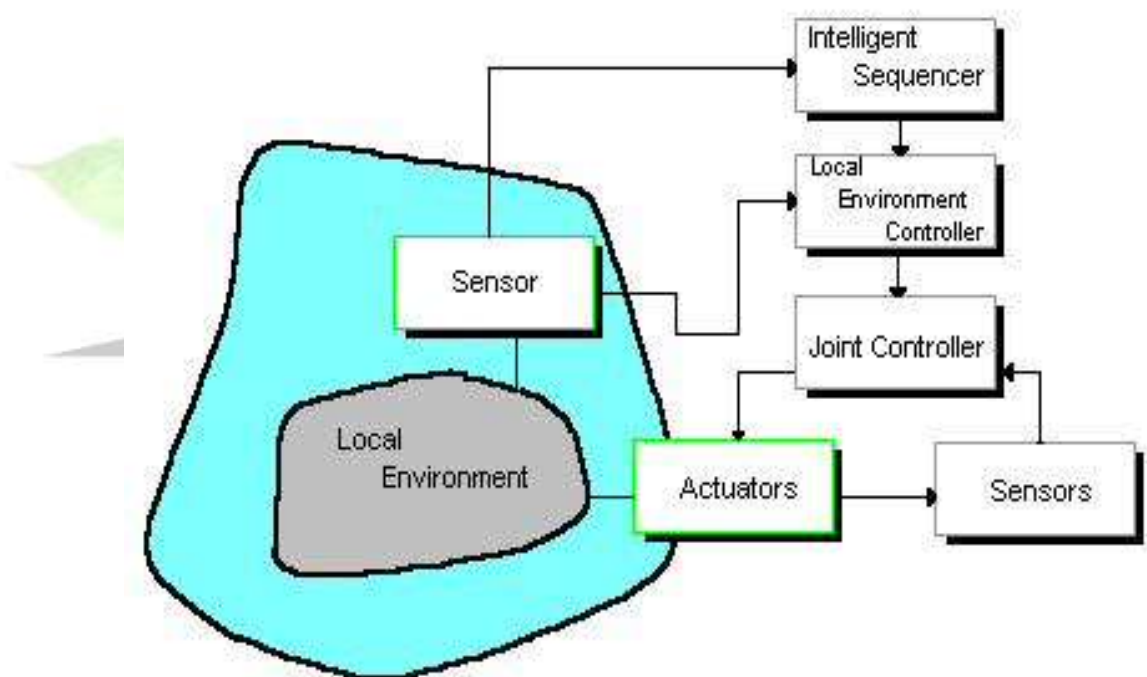 Intelligent
Sequencer
Local
Environment
Controller
Sensor
Joint Controller
Local
Environment
Actuators
Sensors